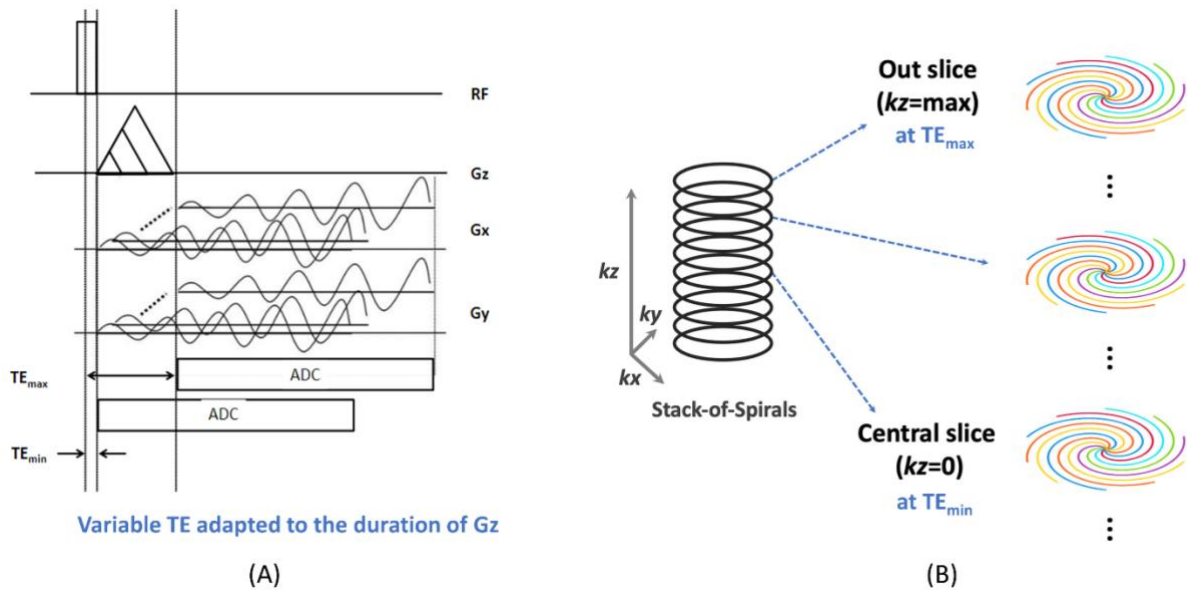 RF
Gz
Gx
Gy
TEmax
ADC
ADC
TEmin
Variable TE adapted to the duration of Gz
(A)
Out slice
(kz=max)
at TEmax
kz
ky
kx
Stack-of-Spirals
Central slice
(kz=0)
at TEmin
(B)